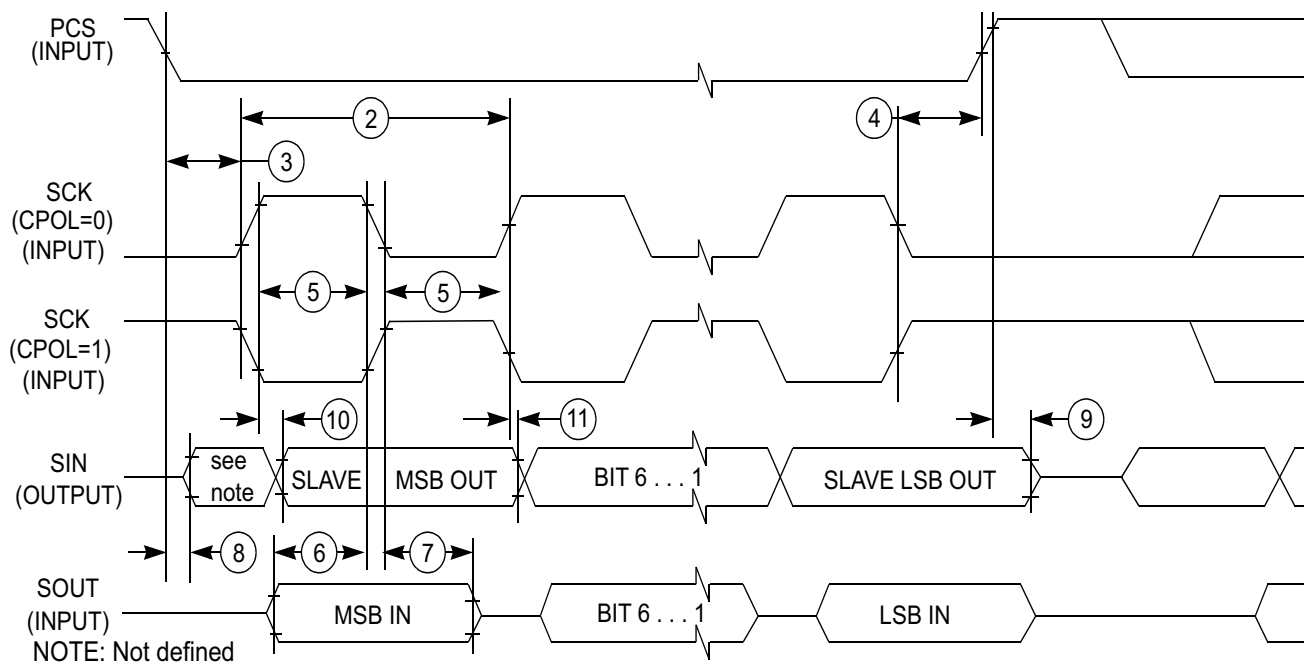 PCS
(INPUT)
2
4
3
SCK
(CPOL=0)
(INPUT)
5
5
SCK
(CPOL=1)
(INPUT)
10
11
9
SIN
(OUTPUT)
see
note
SLAVE
MSB OUT
BIT 6 . . . 1
SLAVE LSB OUT
8
6
7
SOUT
(INPUT)
MSB IN
BIT 6 . . . 1
LSB IN
NOTE: Not defined